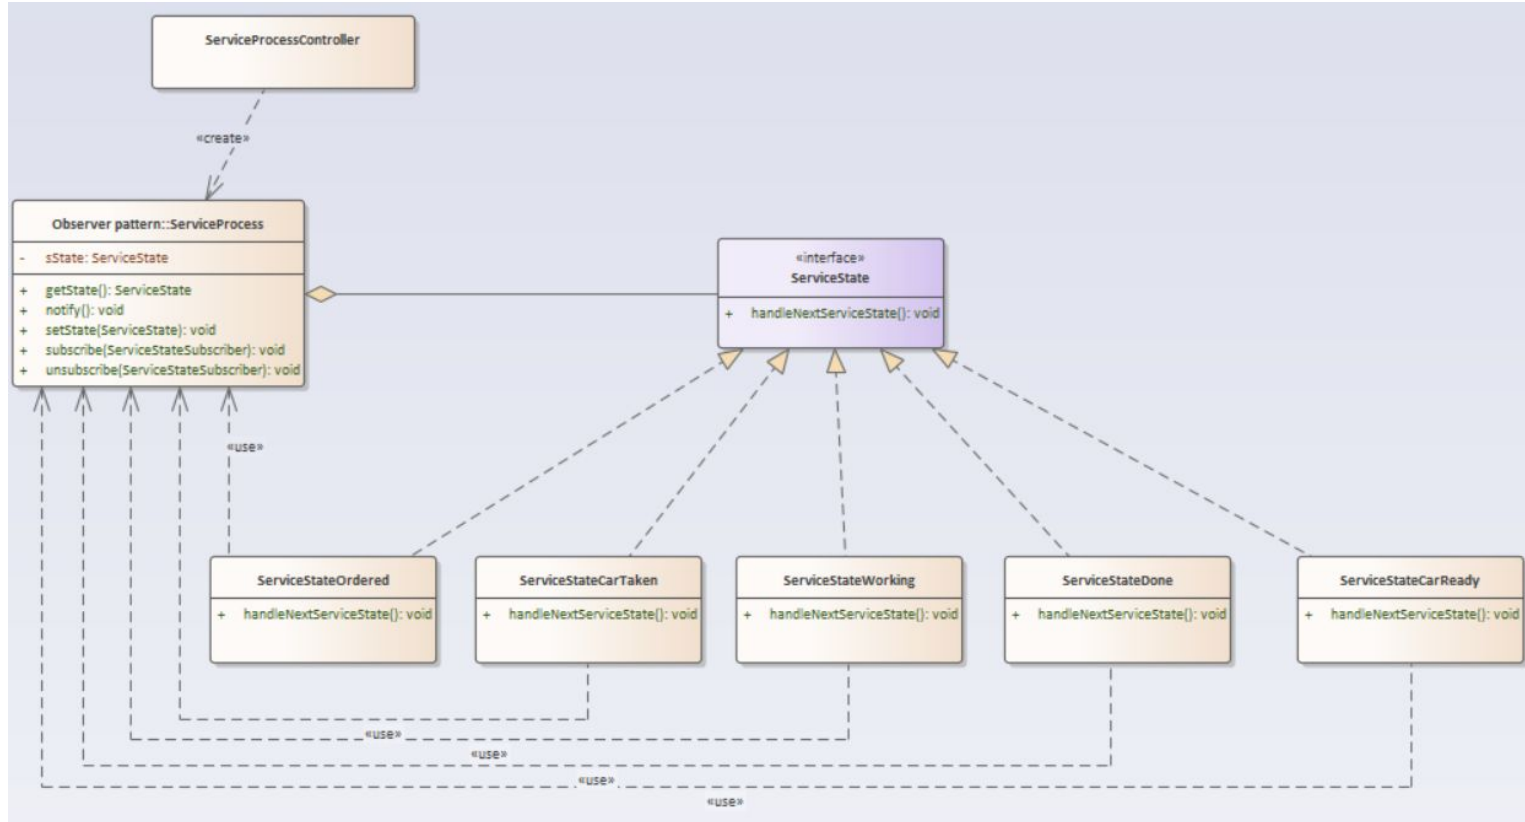 ServiceProcessController
«create»
Observer pattern::ServiceProcess
- sState: ServiceState
+ getState(): ServiceState
+ notify(): void
+ setState(ServiceState): void
+ subscribe(ServiceStateSubscriber): void
+ unsubscribe(ServiceStateSubscriber): void
«interface»
ServiceState
+ handleNextServiceState(): void
«use»
ServiceStateOrdered
+ handleNextServiceState(): void
ServiceStateCarTaken
+ handleNextServiceState(): void
ServiceStateWorking
+ handleNextServiceState(): void
ServiceStateDone
+ handleNextServiceState(): void
ServiceStateCarReady
+ handleNextServiceState(): void
«use»
«use»
«use»
«use»